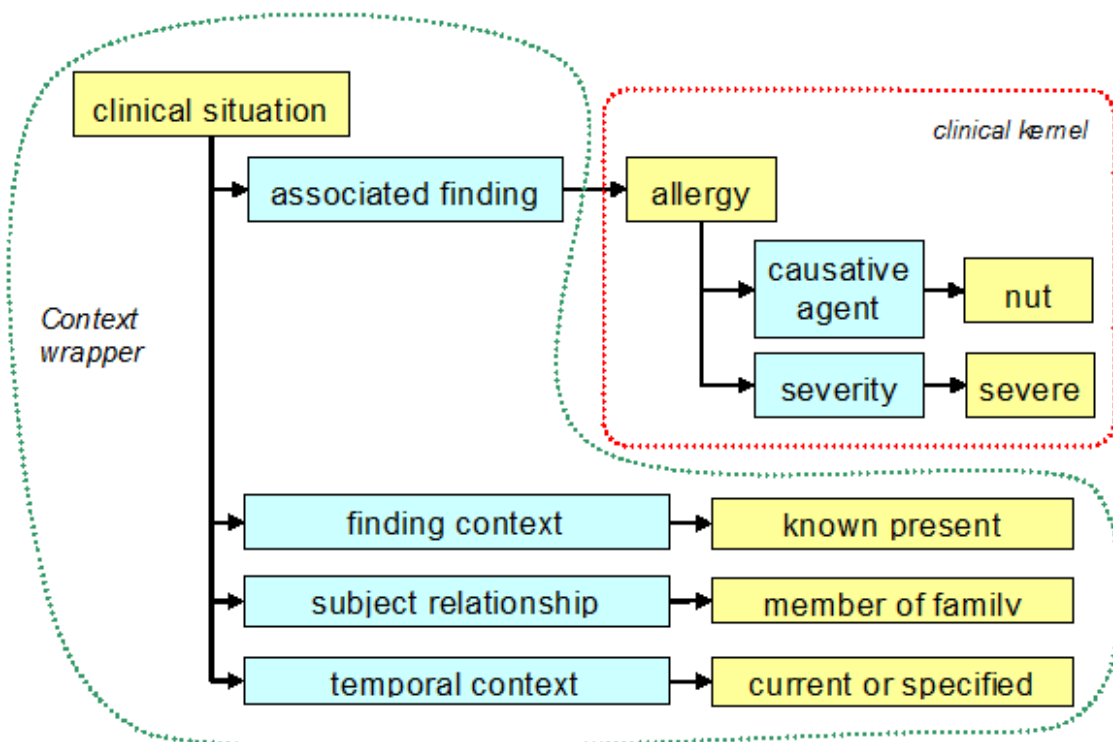 clinical situation
clinical kernel
associated finding
allergy
causative
agent
nut
Context
wrapper
severity
severe
finding context
known present
subject relationship
member of family
temporal context
current or specified